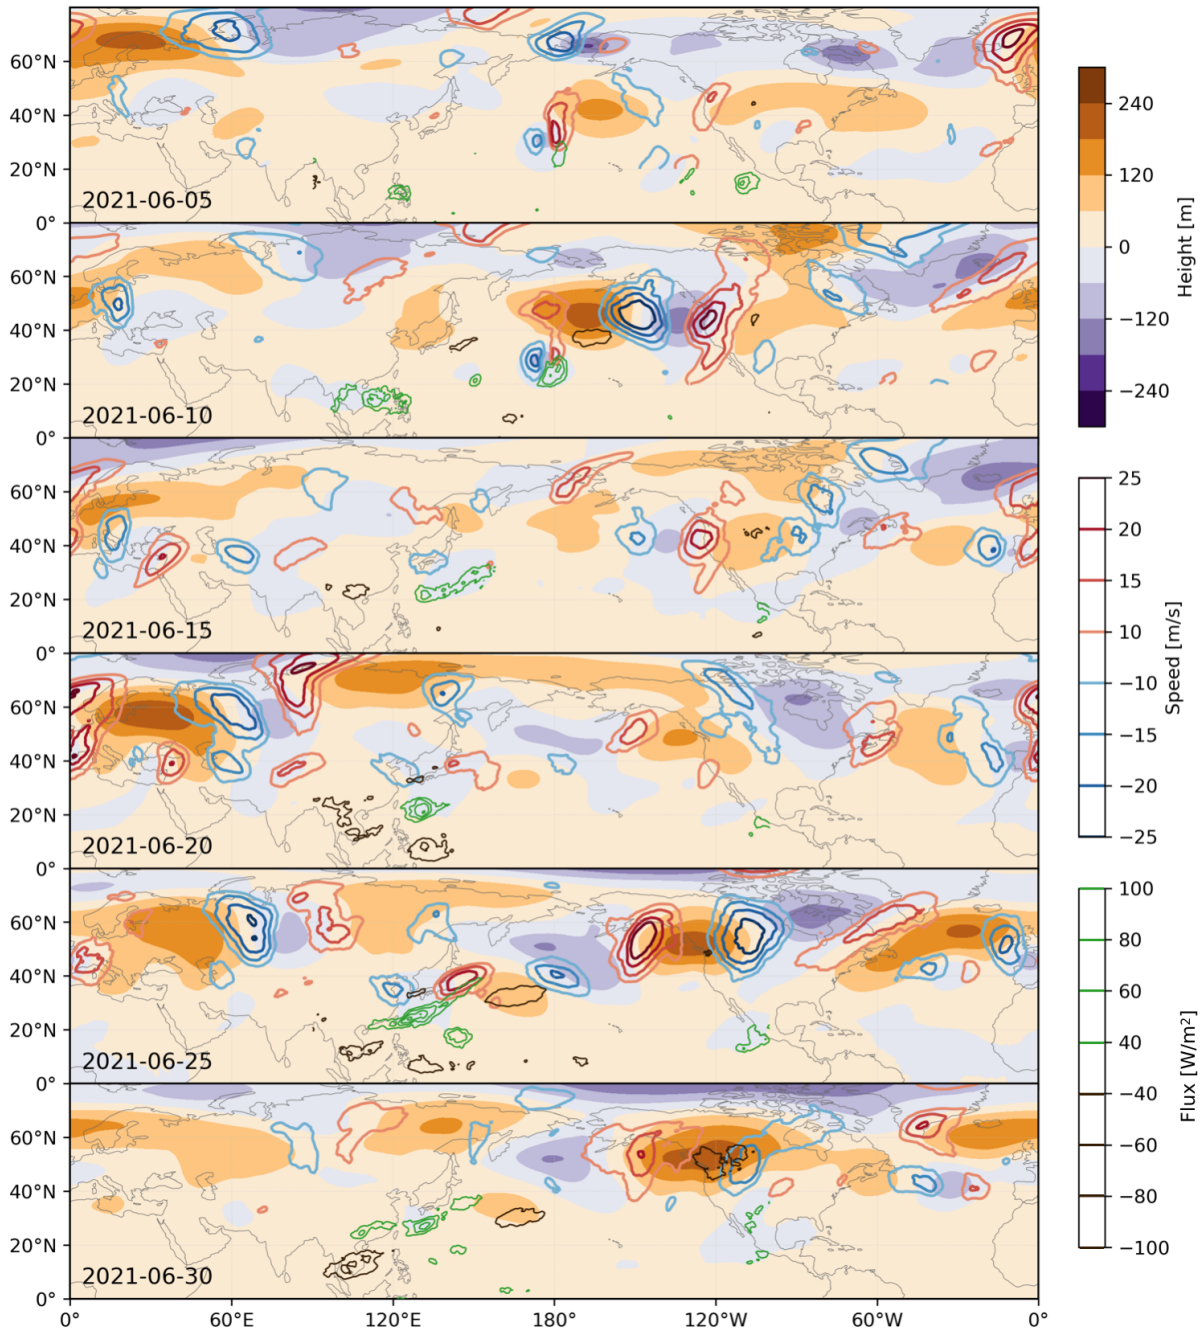 60°N
40°N
20°N
0°
2021-06-05
60°N
40°N
20°N
0°
2021-06-10
60°N
40°N
20°N
0°
2021-06-15
60°N
40°N
20°N
0°
2021-06-20
60°N
40°N
20°N
0°
2021-06-25
60°N
40°N
20°N
0°
2021-06-30
0°
60°E
120°E
180°
120°W
60°W
0°
240
120
0
−120
−240
Height [m]
25
20
15
10
−10
−15
−20
−25
Speed [m/s]
100
80
60
40
−40
−60
−80
−100
Flux [W/m²]